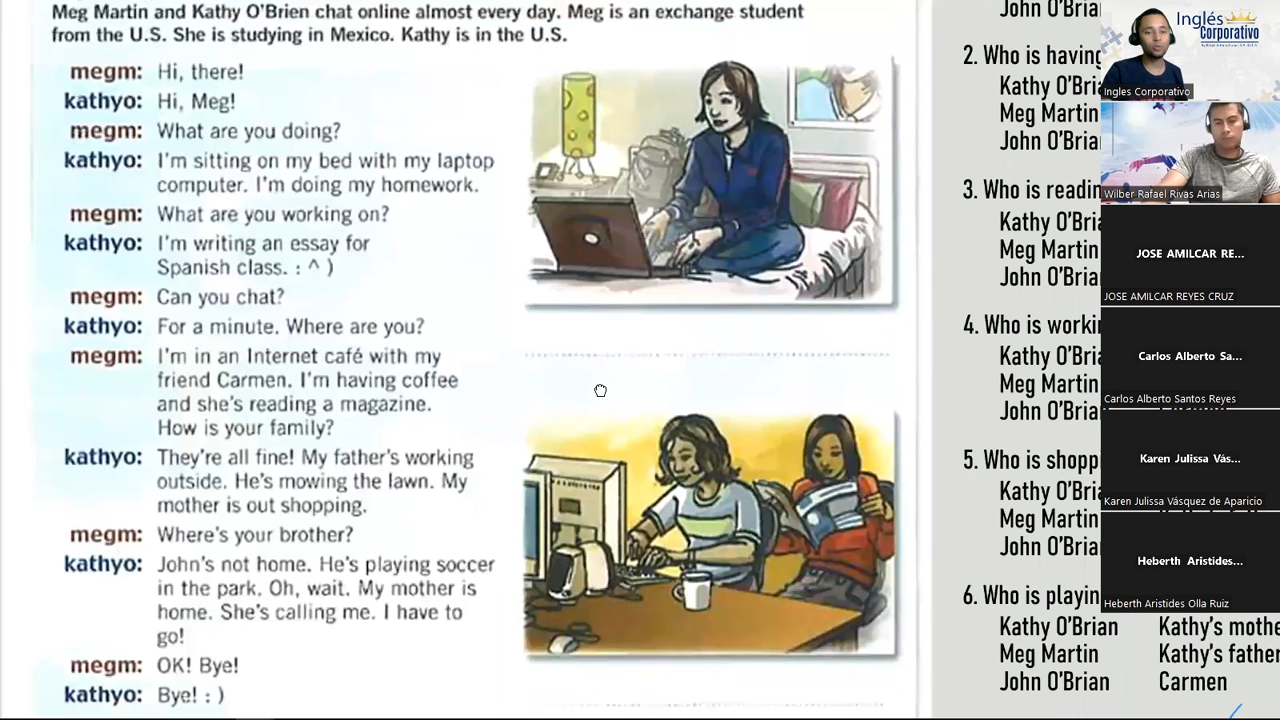 Meg Martin and Kathy O'Brien chat online almost every day. Meg is an exchange student
from the U.S. She is studying in Mexico. Kathy is in the U.S.
megm: Hi, there!
kathyo: Hi, Meg!
megm: What are you doing?
kathyo: I'm sitting on my bed with my laptop
computer. I'm doing my homework.
megm: What are you working on?
kathyo: I'm writing an essay for
Spanish class. : ^ )
megm: Can you chat?
kathyo: For a minute. Where are you?
megm: I'm in an Internet café with my
friend Carmen. I'm having coffee
and she's reading a magazine.
How is your family?
kathyo: They're all fine! My father's working
outside. He's mowing the lawn. My
mother is out shopping.
megm: Where's your brother?
kathyo: John's not home. He's playing soccer
in the park. Oh, wait. My mother is
home. She's calling me. I have to
go!
megm: OK! Bye!
kathyo: Bye! : )
John O'Bria
2. Who is having
Kathy O'Bria
Meg Martin
John O'Bria
3. Who is readin
Kathy O'Bria
Meg Martin
John O'Bria
4. Who is workin
Kathy O'Bria
Meg Martin
John O'Bria
5. Who is shopp
Kathy O'Bria
Meg Martin
John O'Bria
6. Who is playin
Kathy O'Brian Kathy's mothe
Meg Martin Kathy's father
John O'Brian Carmen
Inglés
Corporativo
Ingles Corporativo
Wilber Rafael Rivas Arias
JOSE AMILCAR RE...
JOSE AMILCAR REYES CRUZ
Carlos Alberto Sa...
Carlos Alberto Santos Reyes
Karen Julissa Vás...
Karen Julissa Vásquez de Aparicio
Heberth Aristides...
Heberth Aristides Olla Ruiz